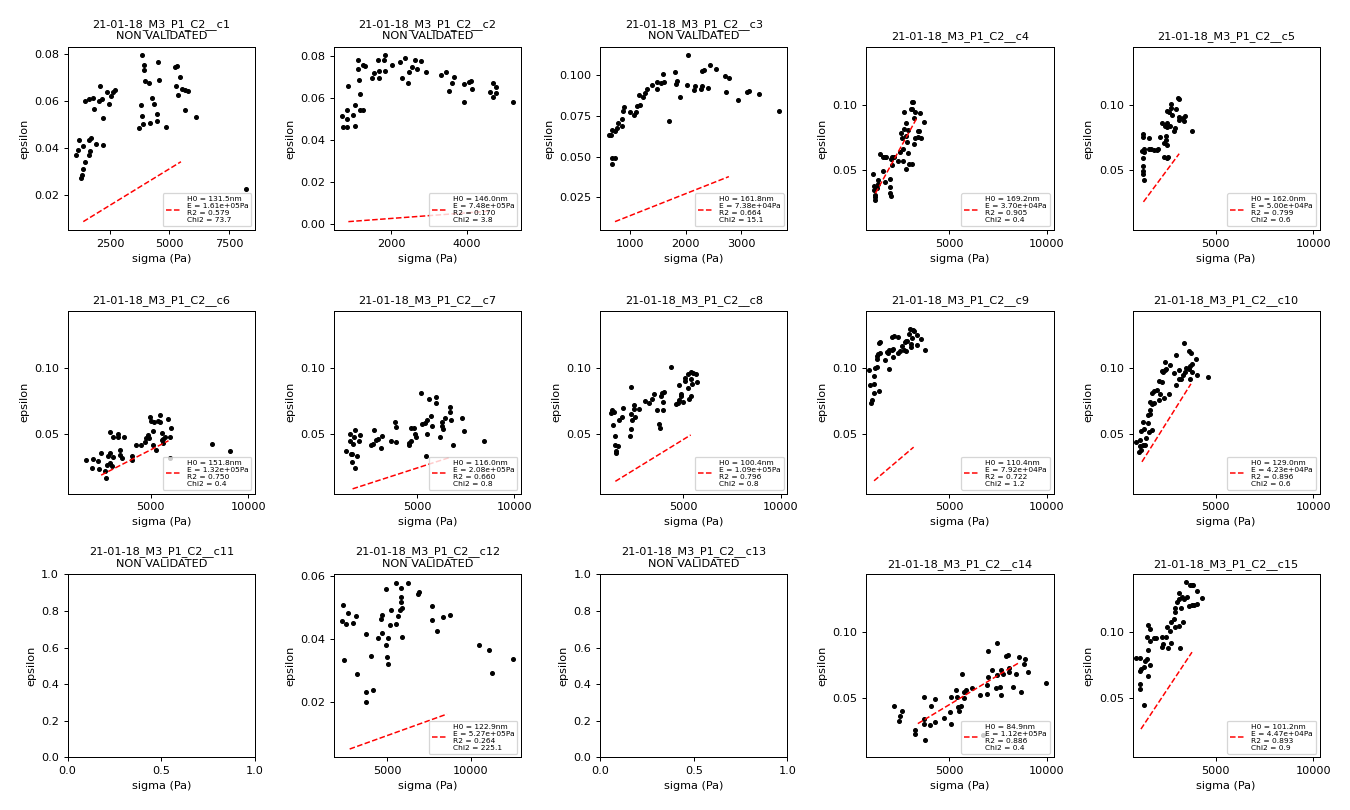 21-01-18_M3_P1_C2__c1
NON VALIDATED
0.08
0.06
0.04
0.02
epsilon
2500
5000
7500
sigma (Pa)
H0 = 131.5nm
E = 1.61e+05Pa
R2 = 0.579
Chi2 = 73.7
21-01-18_M3_P1_C2__c2
NON VALIDATED
0.08
0.06
0.04
0.02
0.00
epsilon
2000
4000
sigma (Pa)
H0 = 146.0nm
E = 7.48e+05Pa
R2 = 0.170
Chi2 = 3.8
21-01-18_M3_P1_C2__c3
NON VALIDATED
0.100
0.075
0.050
0.025
epsilon
1000
2000
3000
sigma (Pa)
H0 = 161.8nm
E = 7.38e+04Pa
R2 = 0.664
Chi2 = 15.1
21-01-18_M3_P1_C2__c4
0.10
0.05
epsilon
5000
10000
sigma (Pa)
H0 = 169.2nm
E = 3.70e+04Pa
R2 = 0.905
Chi2 = 0.4
21-01-18_M3_P1_C2__c5
0.10
0.05
epsilon
5000
10000
sigma (Pa)
H0 = 162.0nm
E = 5.00e+04Pa
R2 = 0.799
Chi2 = 0.6
21-01-18_M3_P1_C2__c6
0.10
0.05
epsilon
5000
10000
sigma (Pa)
H0 = 151.8nm
E = 1.32e+05Pa
R2 = 0.750
Chi2 = 0.4
21-01-18_M3_P1_C2__c7
0.10
0.05
epsilon
5000
10000
sigma (Pa)
H0 = 116.0nm
E = 2.08e+05Pa
R2 = 0.660
Chi2 = 0.8
21-01-18_M3_P1_C2__c8
0.10
0.05
epsilon
5000
10000
sigma (Pa)
H0 = 100.4nm
E = 1.09e+05Pa
R2 = 0.796
Chi2 = 0.8
21-01-18_M3_P1_C2__c9
0.10
0.05
epsilon
5000
10000
sigma (Pa)
H0 = 110.4nm
E = 7.92e+04Pa
R2 = 0.722
Chi2 = 1.2
21-01-18_M3_P1_C2__c10
0.10
0.05
epsilon
5000
10000
sigma (Pa)
H0 = 129.0nm
E = 4.23e+04Pa
R2 = 0.896
Chi2 = 0.6
21-01-18_M3_P1_C2__c11
NON VALIDATED
1.0
0.8
0.6
0.4
0.2
0.0
epsilon
0.0
0.5
1.0
sigma (Pa)
21-01-18_M3_P1_C2__c12
NON VALIDATED
0.06
0.04
0.02
epsilon
5000
10000
sigma (Pa)
H0 = 122.9nm
E = 5.27e+05Pa
R2 = 0.264
Chi2 = 225.1
21-01-18_M3_P1_C2__c13
NON VALIDATED
1.0
0.8
0.6
0.4
0.2
0.0
epsilon
0.0
0.5
1.0
sigma (Pa)
21-01-18_M3_P1_C2__c14
0.10
0.05
epsilon
5000
10000
sigma (Pa)
H0 = 84.9nm
E = 1.12e+05Pa
R2 = 0.886
Chi2 = 0.4
21-01-18_M3_P1_C2__c15
0.10
0.05
epsilon
5000
10000
sigma (Pa)
H0 = 101.2nm
E = 4.47e+04Pa
R2 = 0.893
Chi2 = 0.9